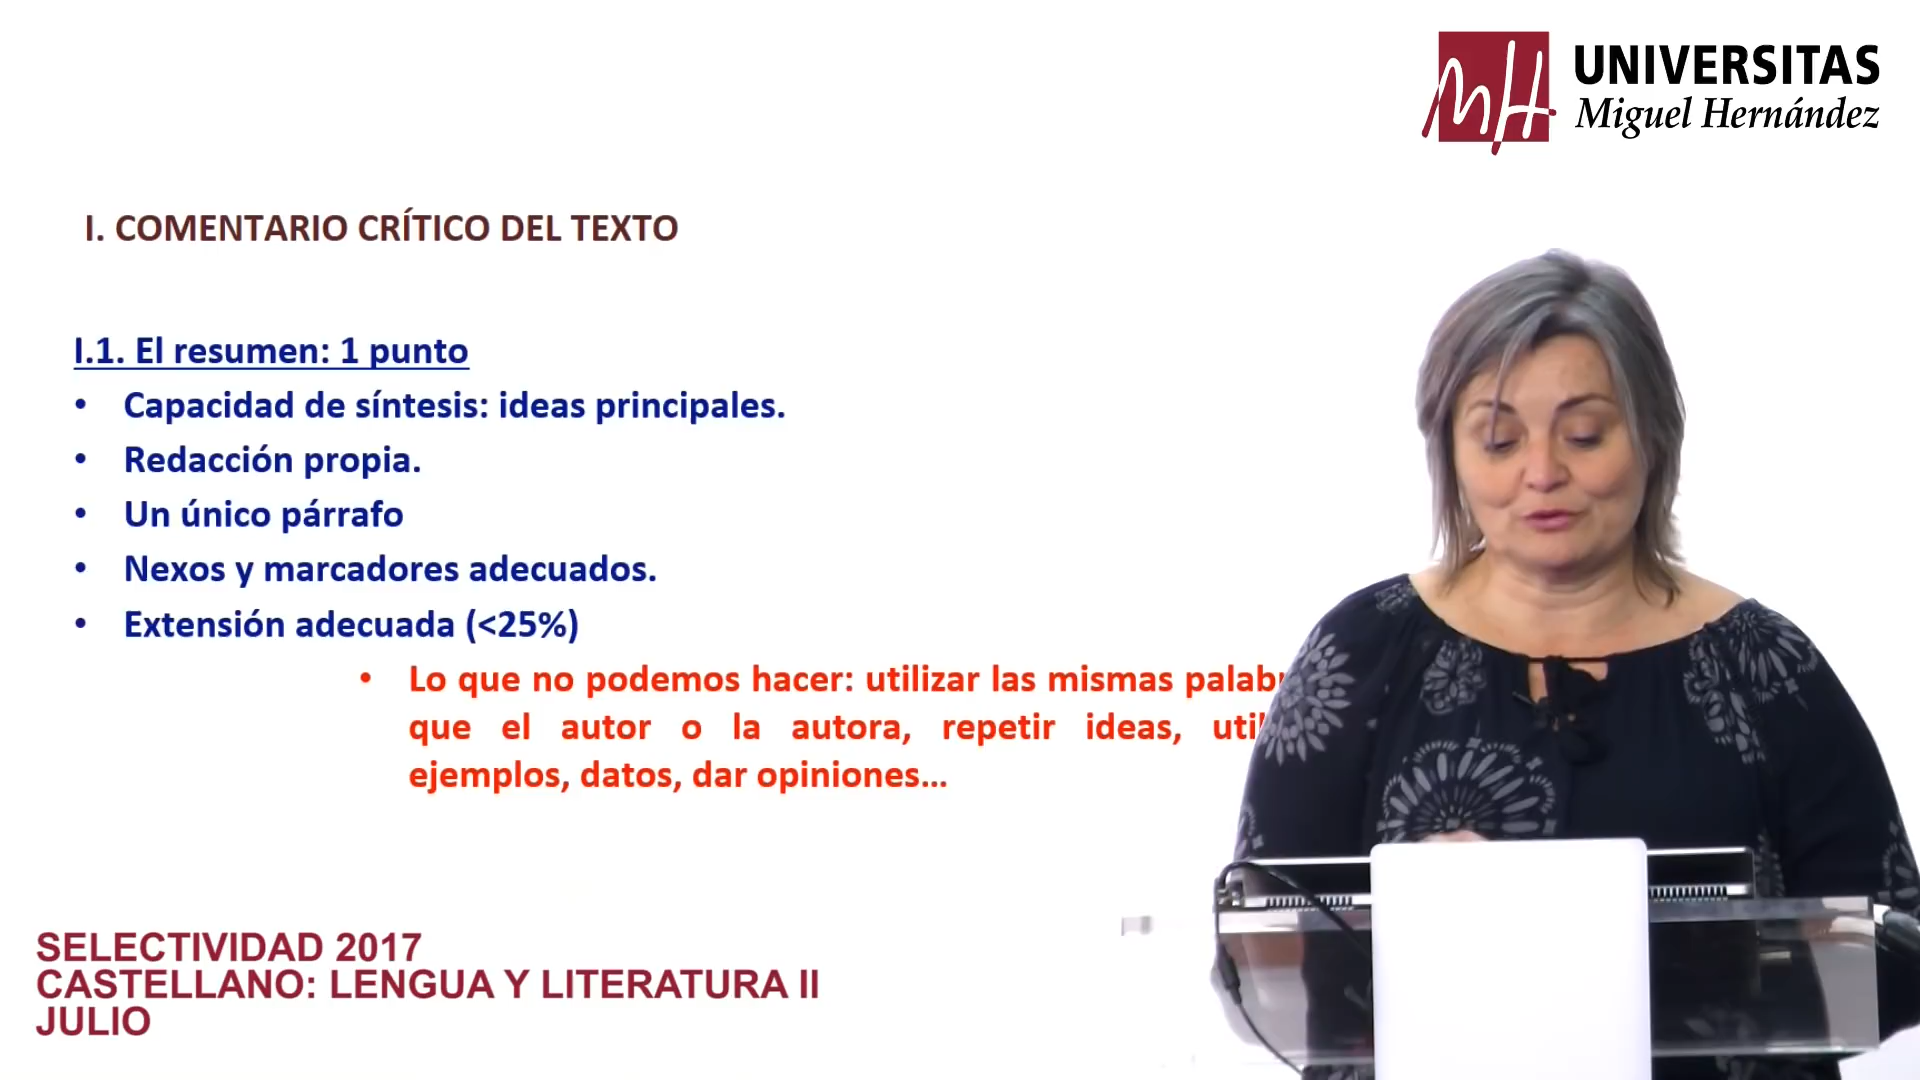 UNIVERSITAS
Miguel Hernández
I. COMENTARIO CRÍTICO DEL TEXTO
I.1. El resumen: 1 punto
• Capacidad de síntesis: ideas principales.
• Redacción propia.
• Un único párrafo
• Nexos y marcadores adecuados.
• Extensión adecuada (<25%)
• Lo que no podemos hacer: utilizar las mismas
que el autor o la autora, repetir ideas,
ejemplos, datos, dar opiniones...
SELECTIVIDAD 2017
CASTELLANO: LENGUA Y LITERATURA II
JULIO